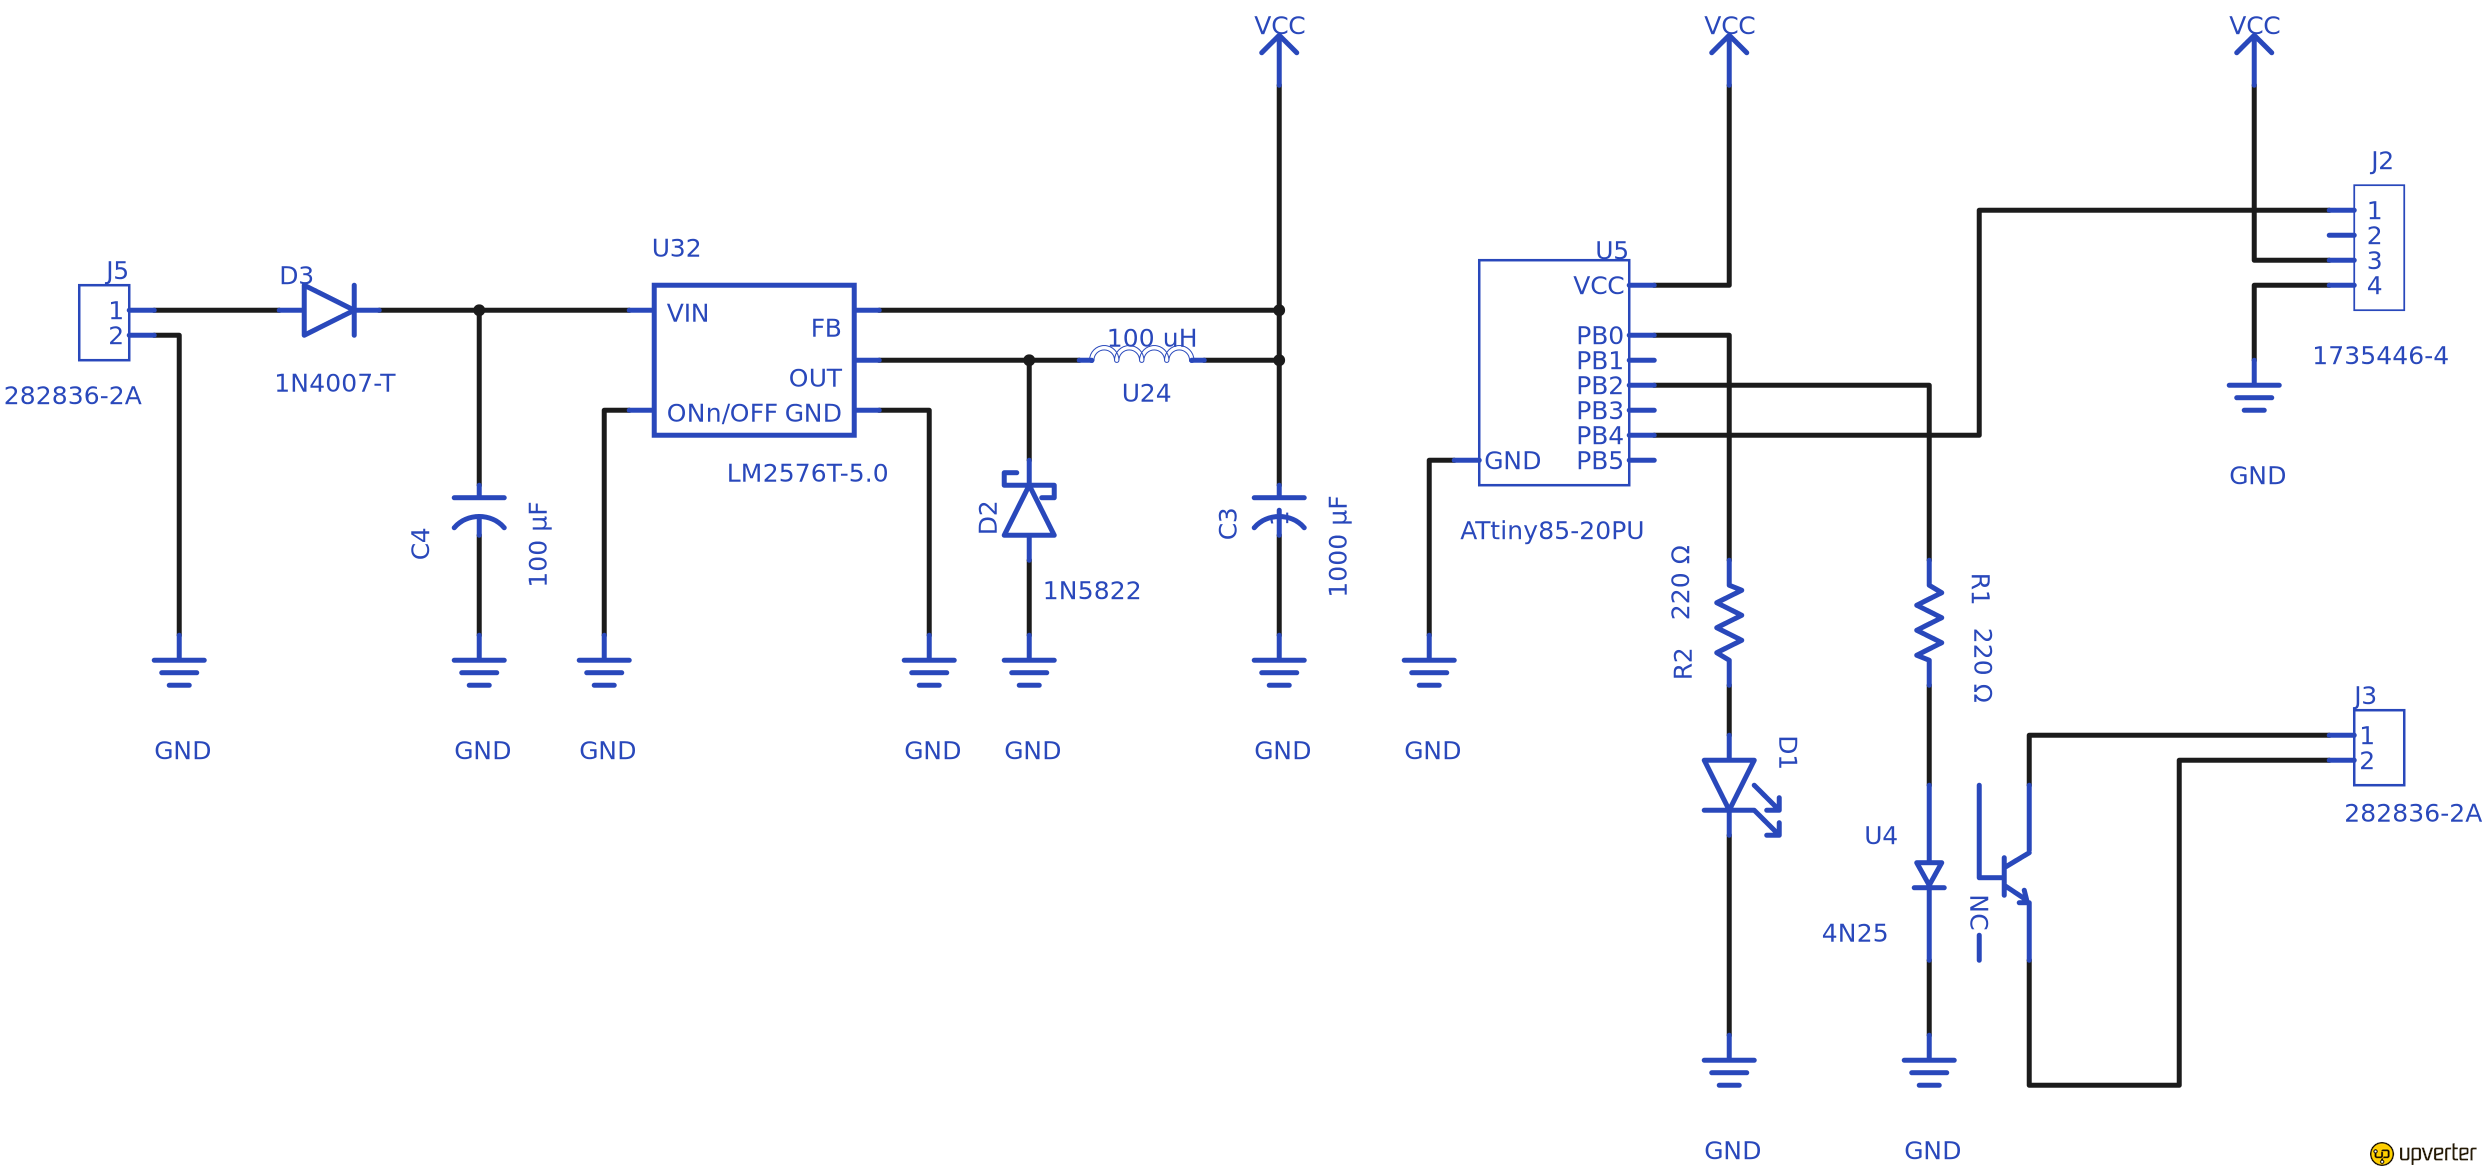 VCC
VCC
VCC
J2
1
2
3
4
1735446-4
GND
J5
1
2
282836-2A
D3
1N4007-T
U32
VIN
FB
OUT
ONn/OFF GND
LM2576T-5.0
100 uH
U24
C4
100 µF
D2
1N5822
C3
1
1000 µF
U5
VCC
PB0
PB1
PB2
PB3
PB4
PB5
GND
ATtiny85-20PU
R2 220 Ω
R1 220 Ω
GND
GND
GND
GND
GND
GND
GND
D1
U4
4N25
NC
J3
1
2
282836-2A
GND
GND
upverter